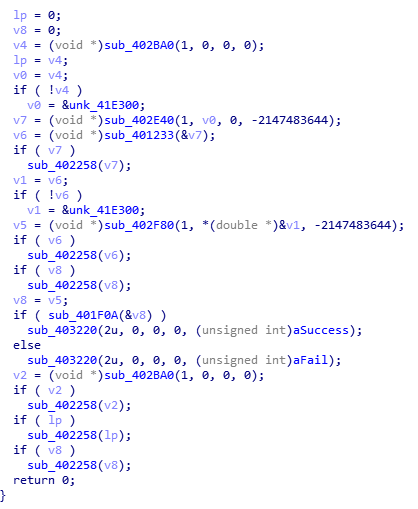 lp = 0;
v8 = 0;
v4 = (void *)sub_402BA0(1, 0, 0, 0);
lp = v4;
v0 = v4;
if ( !v4 )
v0 = &unk_41E300;
v7 = (void *)sub_402E40(1, v0, 0, -2147483644);
v6 = (void *)sub_401233(&v7);
if ( v7 )
sub_402258(v7);
v1 = v6;
if ( !v6 )
v1 = &unk_41E300;
v5 = (void *)sub_402F80(1, *(double *)&v1, -2147483644);
if ( v6 )
sub_402258(v6);
if ( v8 )
sub_402258(v8);
v8 = v5;
if ( sub_401F0A(&v8) )
sub_403220(2u, 0, 0, 0, (unsigned int)aSuccess);
else
sub_403220(2u, 0, 0, 0, (unsigned int)aFail);
v2 = (void *)sub_402BA0(1, 0, 0, 0);
if ( v2 )
sub_402258(v2);
if ( lp )
sub_402258(lp);
if ( v8 )
sub_402258(v8);
return 0;
}